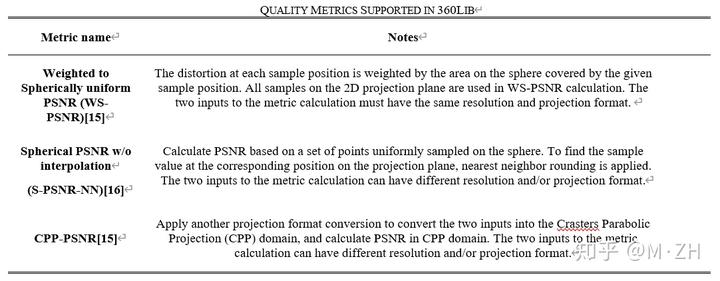 QUALITY METRICS SUPPORTED IN 360LIB↵
Metric name↵
Notes↵
Weighted to
Spherically uniform
PSNR (WS-
PSNR)[15]↵
The distortion at each sample position is weighted by the area on the sphere covered by the given
sample position. All samples on the 2D projection plane are used in WS-PSNR calculation. The
two inputs to the metric calculation must have the same resolution and projection format. ↵
Spherical PSNR w/o
interpolation↵
(S-PSNR-NN)[16]↵
Calculate PSNR based on a set of points uniformly sampled on the sphere. To find the sample
value at the corresponding position on the projection plane, nearest neighbor rounding is applied.
The two inputs to the metric calculation can have different resolution and/or projection format.↵
CPP-PSNR[15]↵
Apply another projection format conversion to convert the two inputs into the Crasters Parabolic
Projection (CPP) domain, and calculate PSNR in CPP domain. The two inputs to the metric
calculation can have different resolution and/or projection format.↵
知乎 @M·ZH